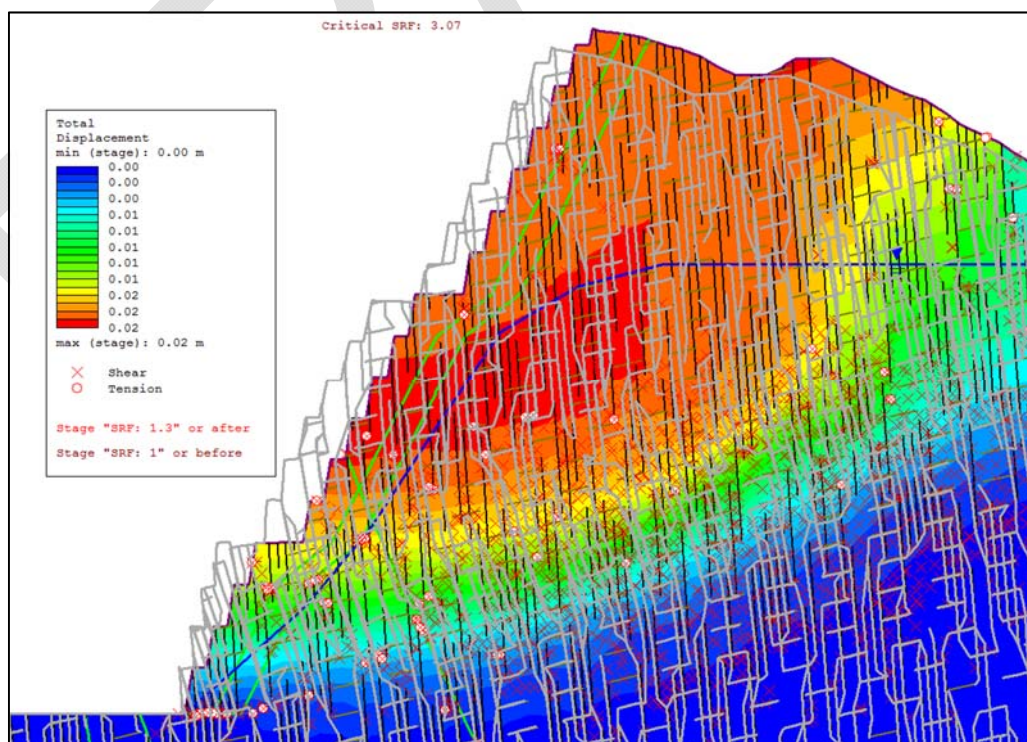 Critical SRF: 3.07
Total
Displacement
min (stage): 0.00 m
0.00
0.00
0.00
0.01
0.01
0.01
0.01
0.01
0.02
0.02
0.02
max (stage): 0.02 m
Shear
Tension
Stage "SRF: 1.3" or after
Stage "SRF: 1" or before